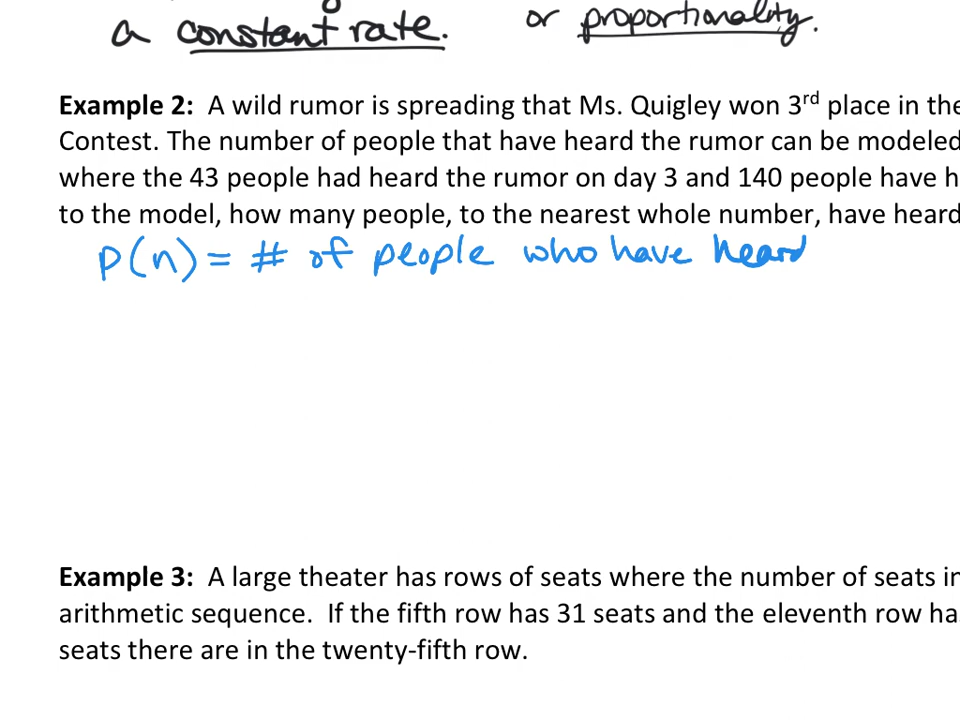 a constant rate. or proportionality.
Example 2: A wild rumor is spreading that Ms. Quigley won 3rd place in the
Contest. The number of people that have heard the rumor can be modeled
where the 43 people had heard the rumor on day 3 and 140 people have h
to the model, how many people, to the nearest whole number, have heard
P(n) = # of people who have heard
Example 3: A large theater has rows of seats where the number of seats in
arithmetic sequence. If the fifth row has 31 seats and the eleventh row ha
seats there are in the twenty-fifth row.